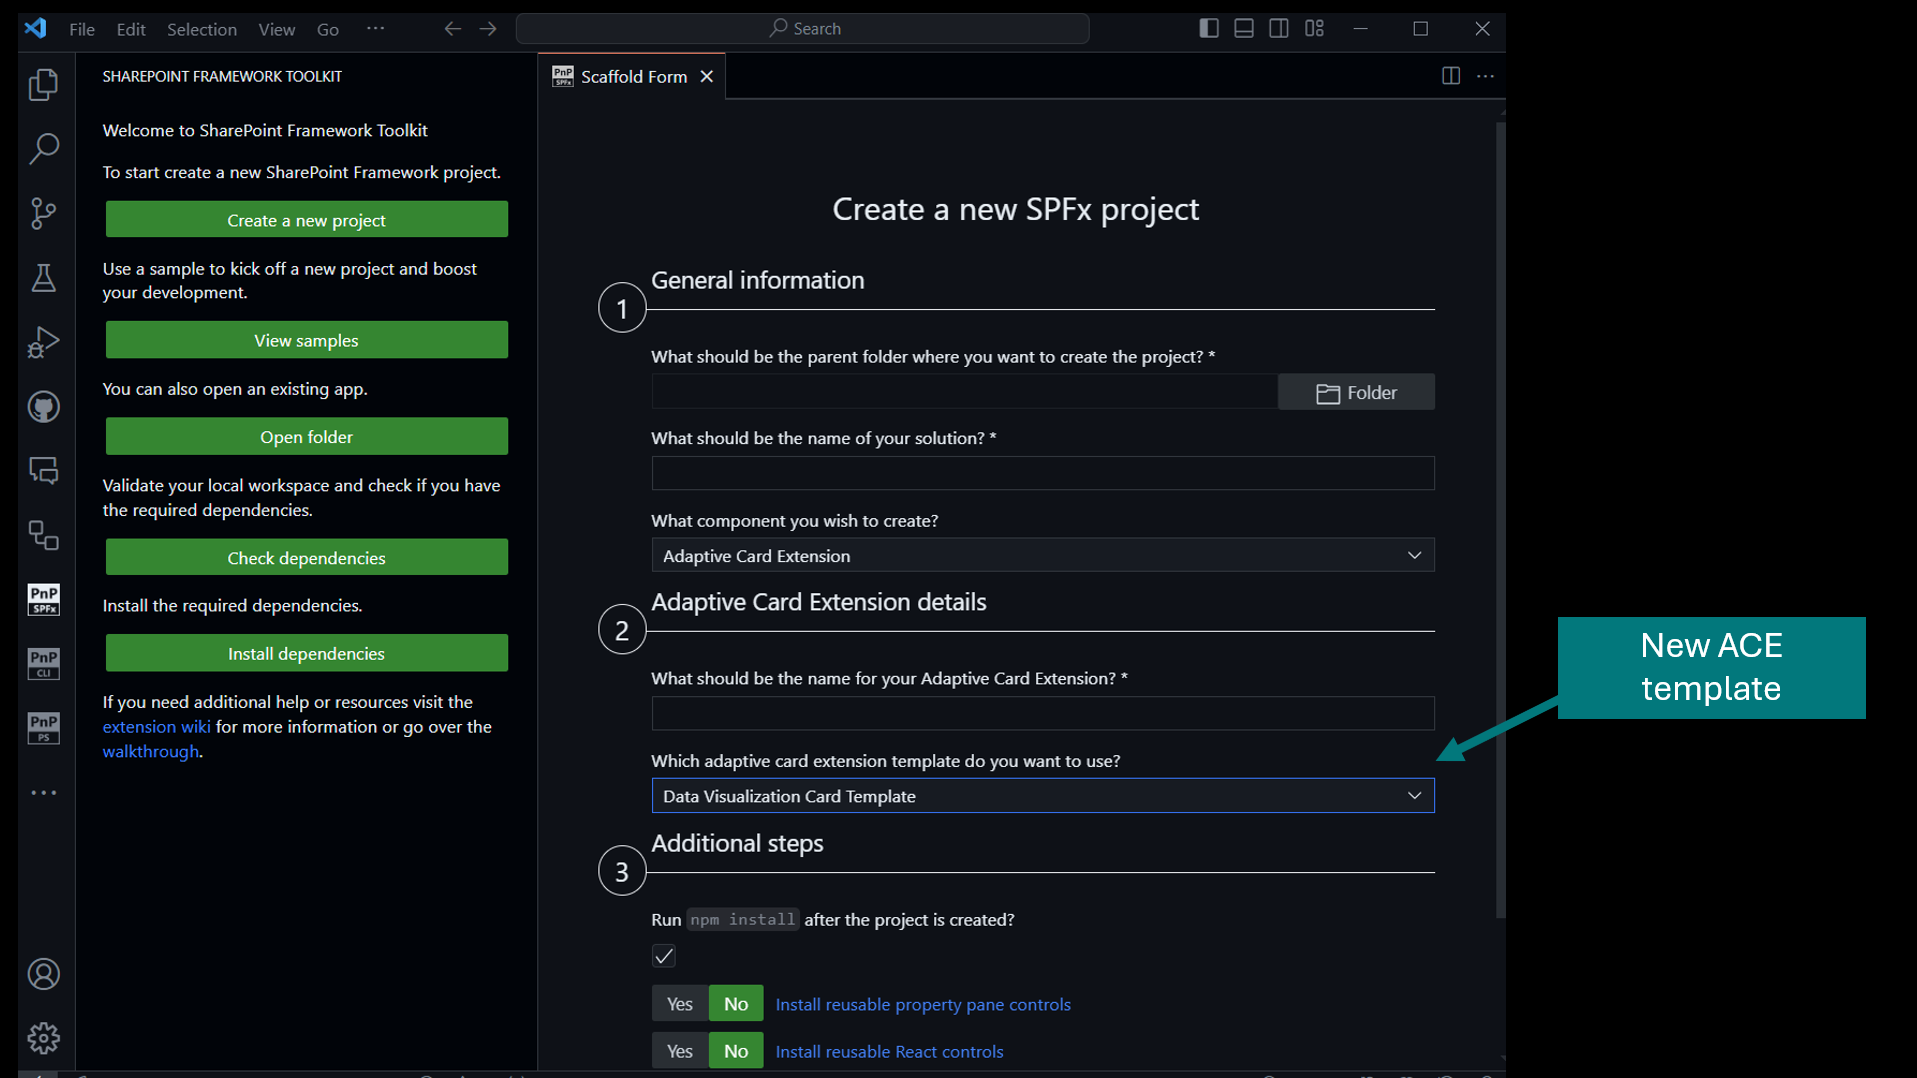 File Edit Selection View Go ··· Search
SHAREPOINT FRAMEWORK TOOLKIT
Welcome to SharePoint Framework Toolkit
To start create a new SharePoint Framework project.
Create a new project
Use a sample to kick off a new project and boost
your development.
View samples
You can also open an existing app.
Open folder
Validate your local workspace and check if you have
the required dependencies.
Check dependencies
Install the required dependencies.
Install dependencies
If you need additional help or resources visit the
extension wiki for more information or go over the
walkthrough.
PnP
SPFx
PnP
CLI
PnP
PS
PnP
SPFx
Scaffold Form
Create a new SPFx project
1
General information
What should be the parent folder where you want to create the project? *
Folder
What should be the name of your solution? *
What component you wish to create?
Adaptive Card Extension
2
Adaptive Card Extension details
What should be the name for your Adaptive Card Extension? *
Which adaptive card extension template do you want to use?
Data Visualization Card Template
3
Additional steps
Run npm install after the project is created?
Yes No Install reusable property pane controls
Yes No Install reusable React controls
New ACE
template